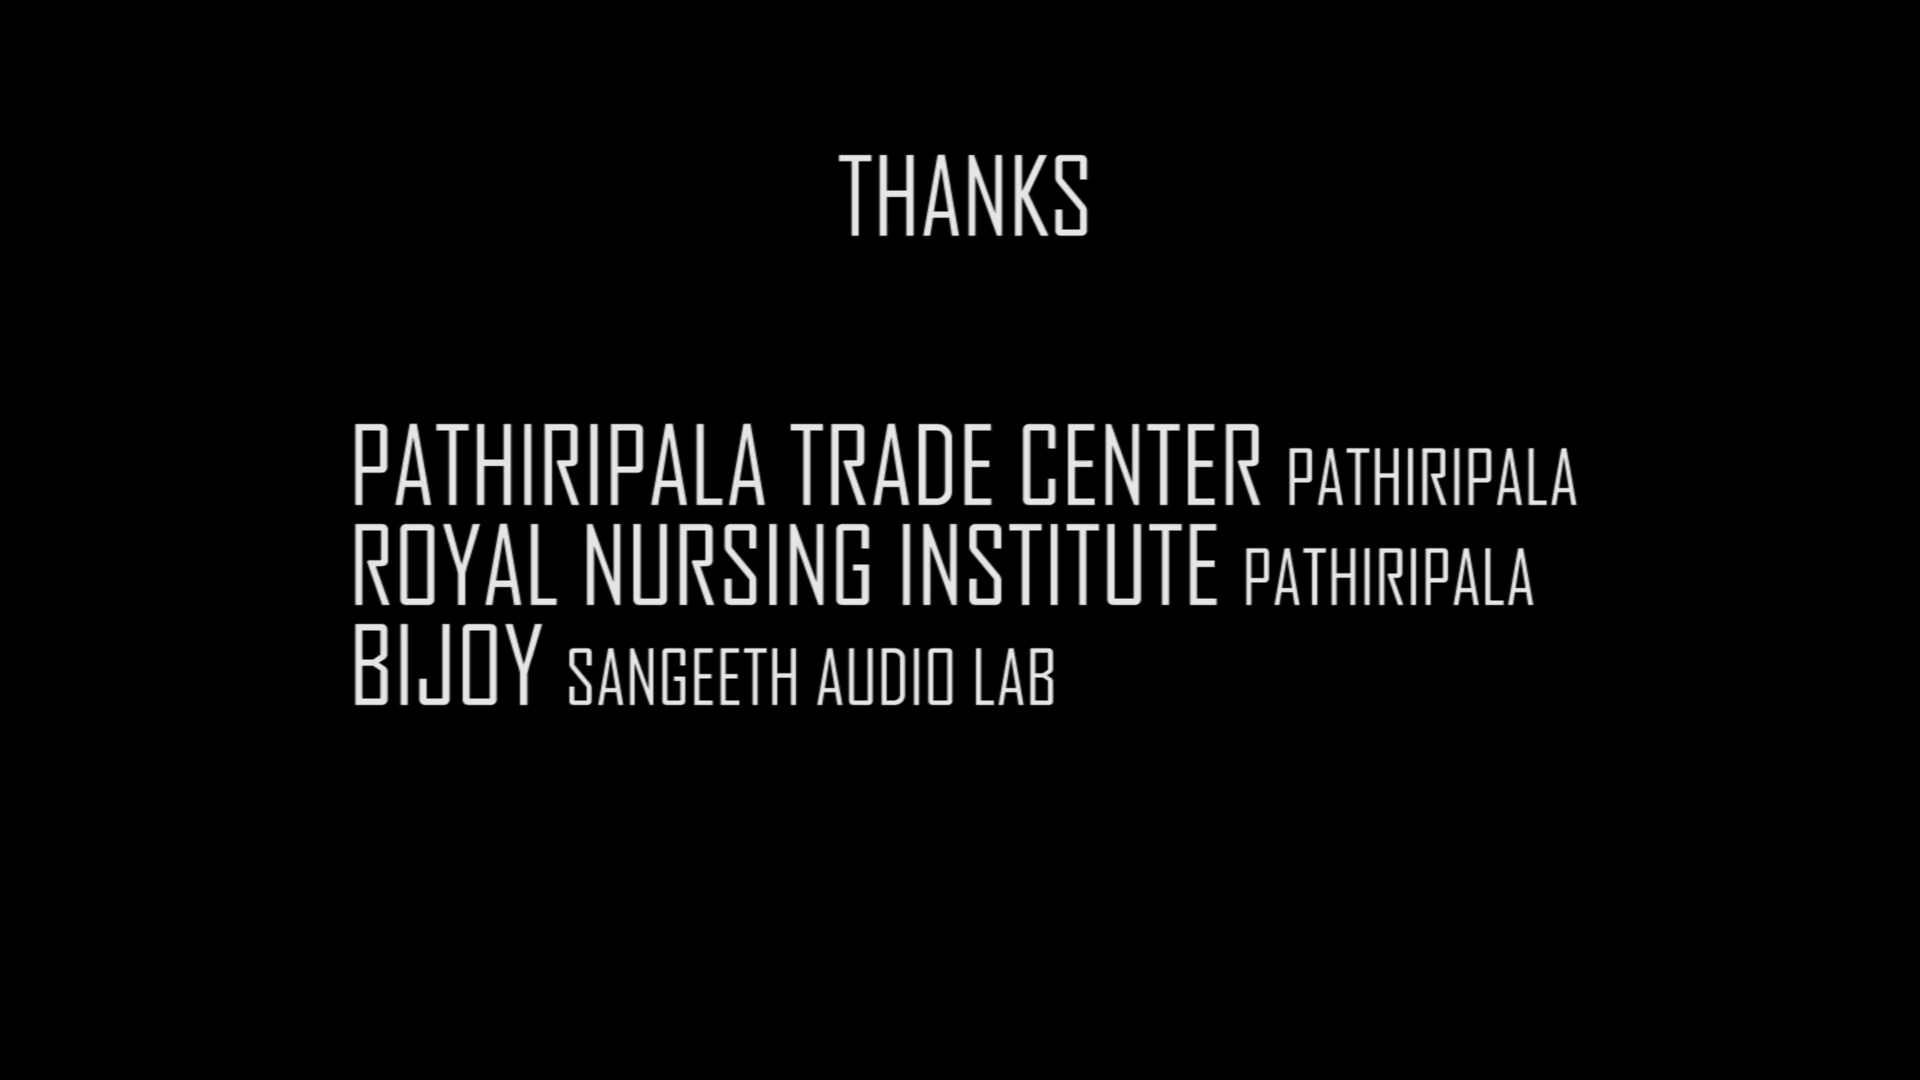 THANKS
PATHIRIPALA TRADE CENTER PATHIRIPALA
ROYAL NURSING INSTITUTE PATHIRIPALA
BIJOY SANGEETH AUDIO LAB